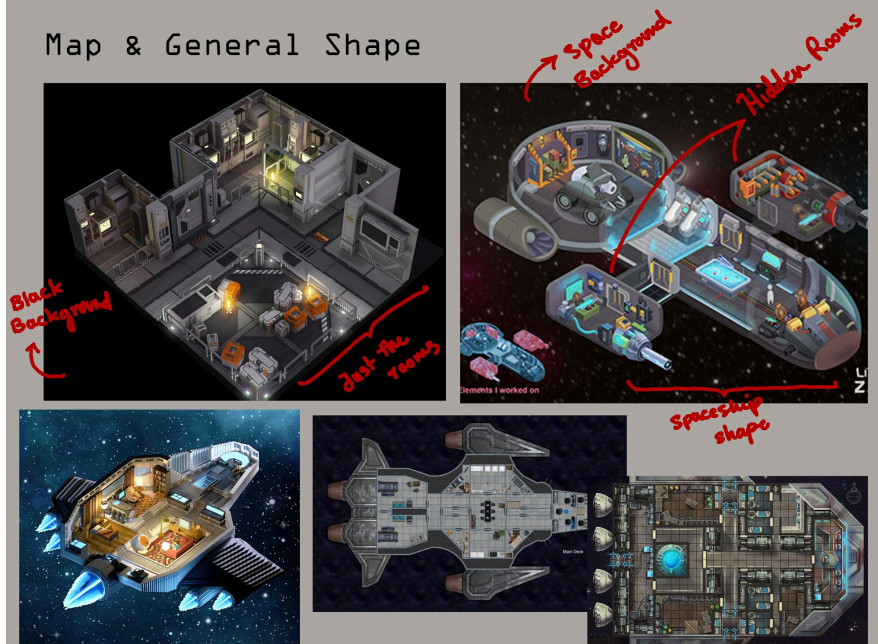 Map & General Shape
Space
Background
Hidden Rooms
Black
Background
Just the
rooms
Elements I worked on
Li
Z
Spaceship
shape
Main Deck